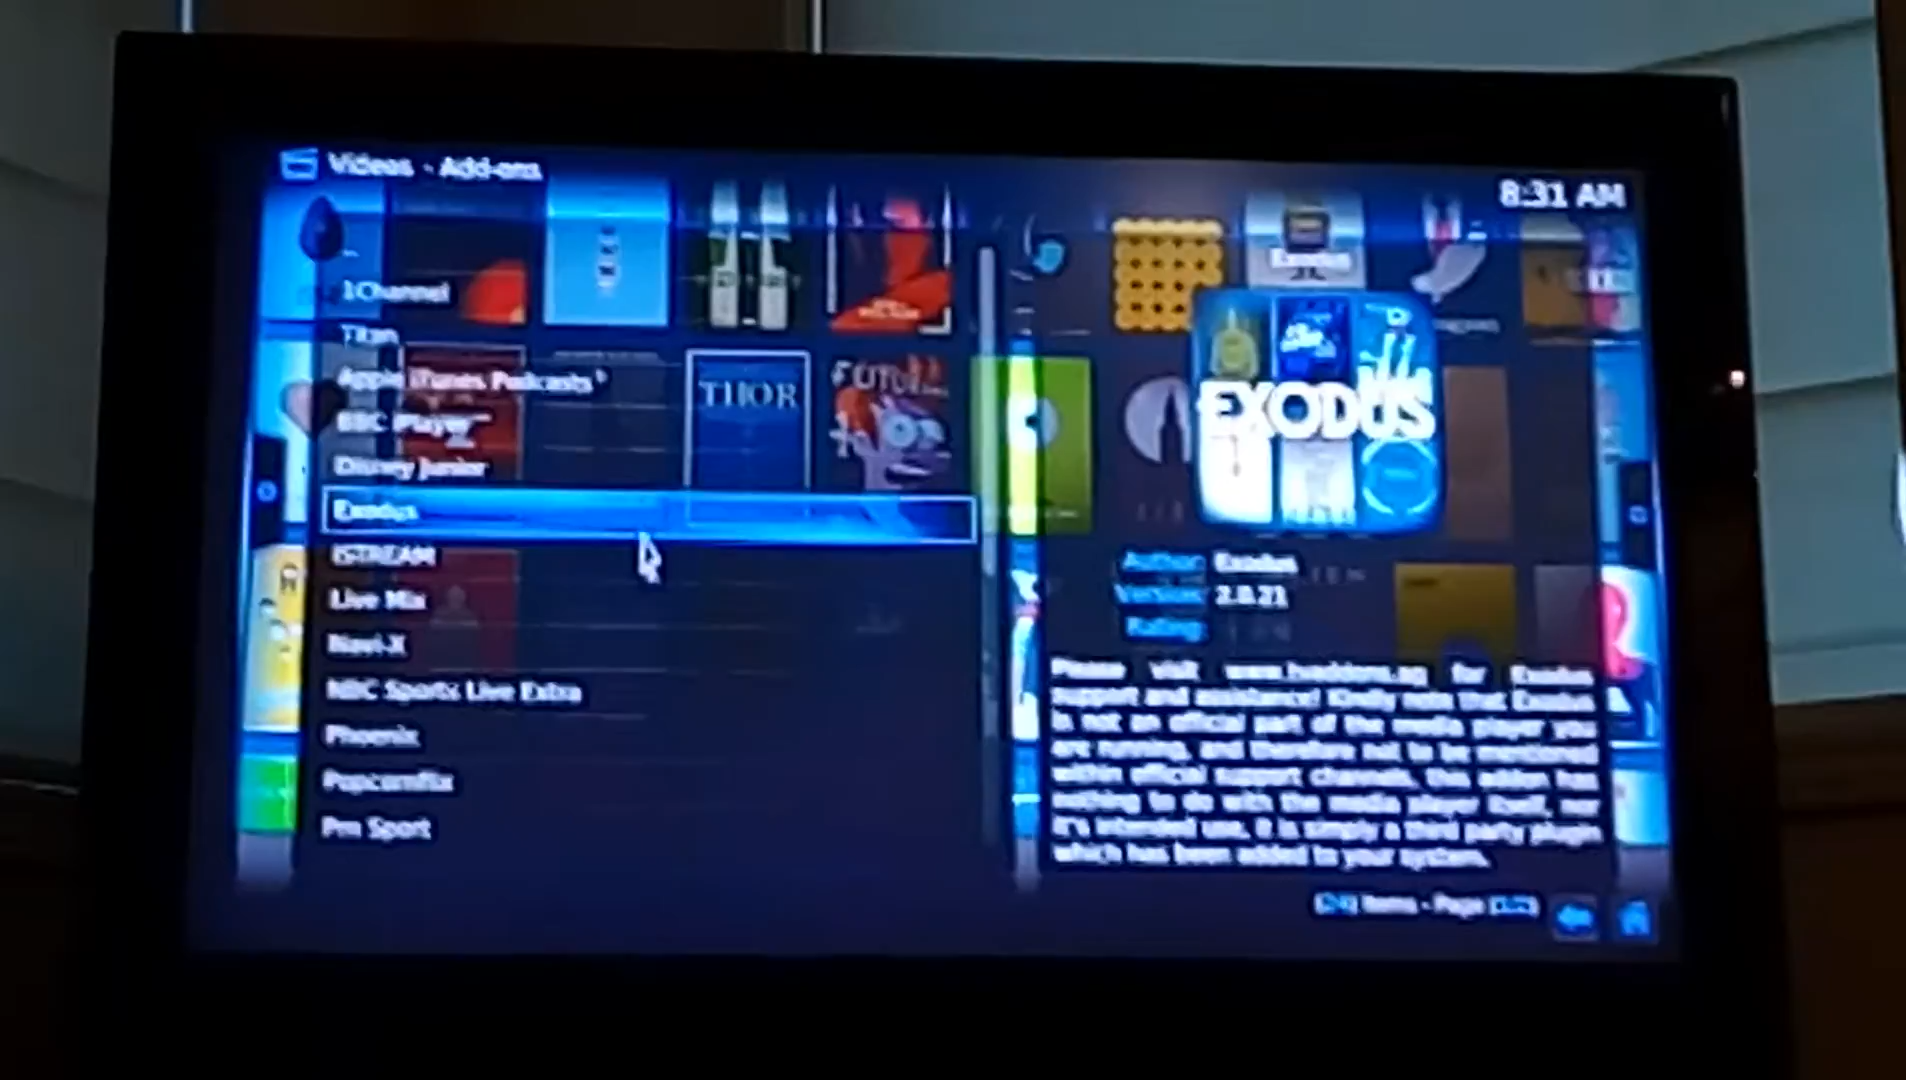 Videos - Add-ons
8:31 AM
..
1Channel
Titan
Apple iTunes Podcasts
BBC iPlayer
Disney Junior
Exodus
iSTREAM
Live Mix
Navi-X
NBC Sports Live Extra
Phoenix
Popcornflix
Pro Sport
THOR
FUTU
Exodus
EXODUS
Author: Exodus
Version: 2.0.21
Rating:
Please visit www.tvaddons.ag for Exodus
support and assistance! Kindly note that Exodus
is not an official part of the media player you
are running, and therefore not to be mentioned
within official support channels, this addon has
nothing to do with the media player itself, nor
it's intended use, it is simply a third party plugin
which has been added to your system.
Items - Page